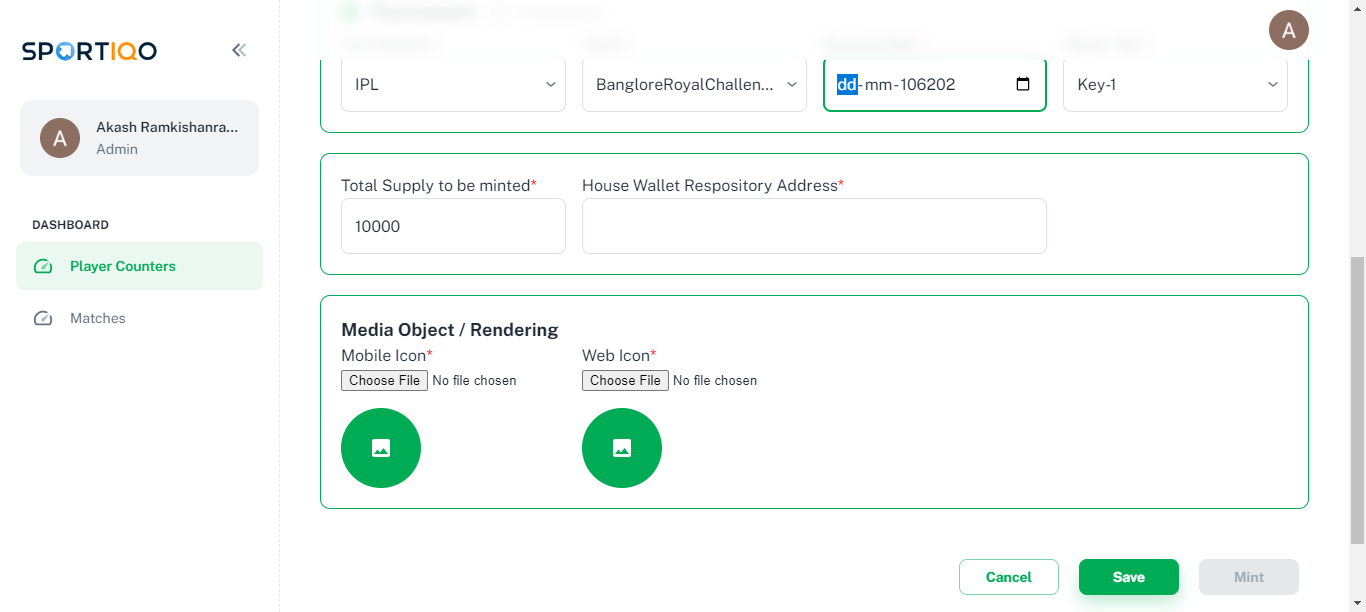 SPORTIQO
A
Akash Ramkishanra...
Admin
DASHBOARD
Player Counters
Matches
A
IPL
BangloreRoyalChallen...
dd-mm-106202
Key-1
Total Supply to be minted*
House Wallet Respository Address*
10000
Media Object / Rendering
Mobile Icon*
Web Icon*
Choose File No file chosen
Choose File No file chosen
Cancel
Save
Mint